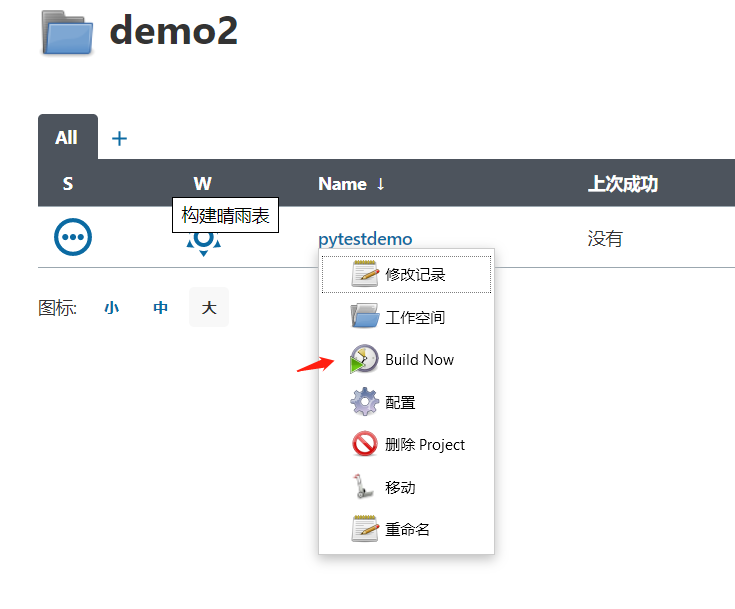 demo2
All +
S W Name ↓ 上次成功
构建晴雨表
pytestdemo 没有
图标: 小 中 大
修改记录
工作空间
Build Now
配置
删除 Project
移动
重命名